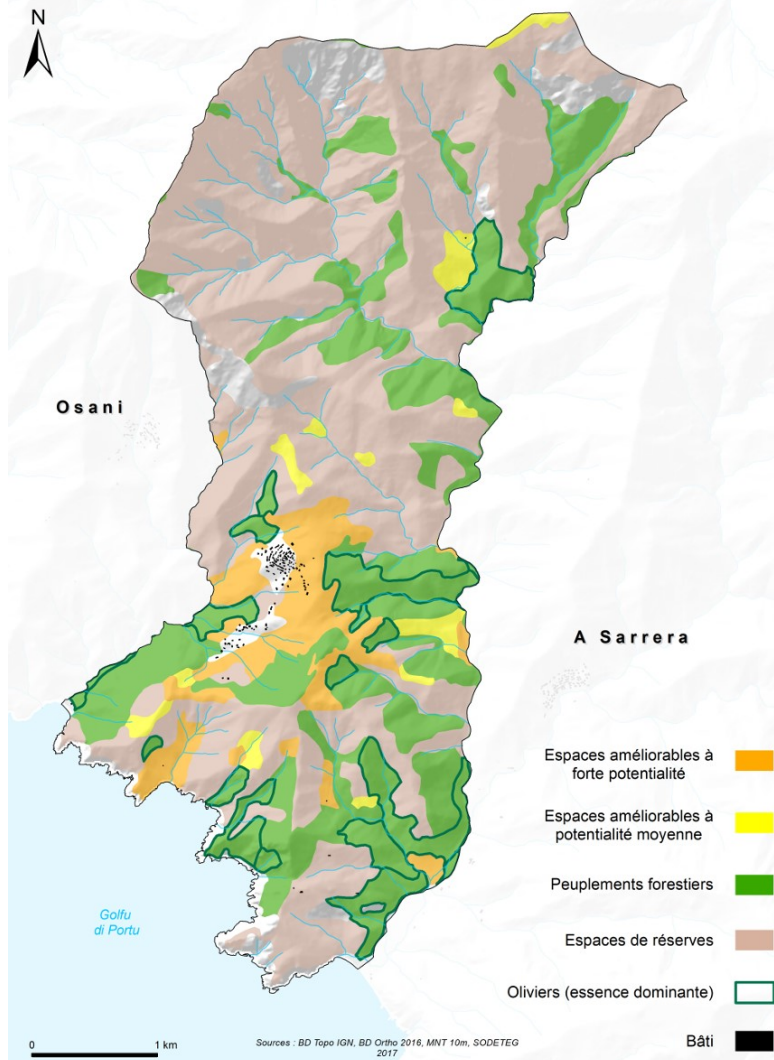 N
Osani
A Sarrera
Espaces améliorables à
forte potentialité
Espaces améliorables à
potentialité moyenne
Peuplements forestiers
Espaces de réserves
Oliviers (essence dominante)
Bâti
Golfu
di Portu
0 1 km
Sources : BD Topo IGN, BD Ortho 2016, MNT 10m, SODETEG
2017